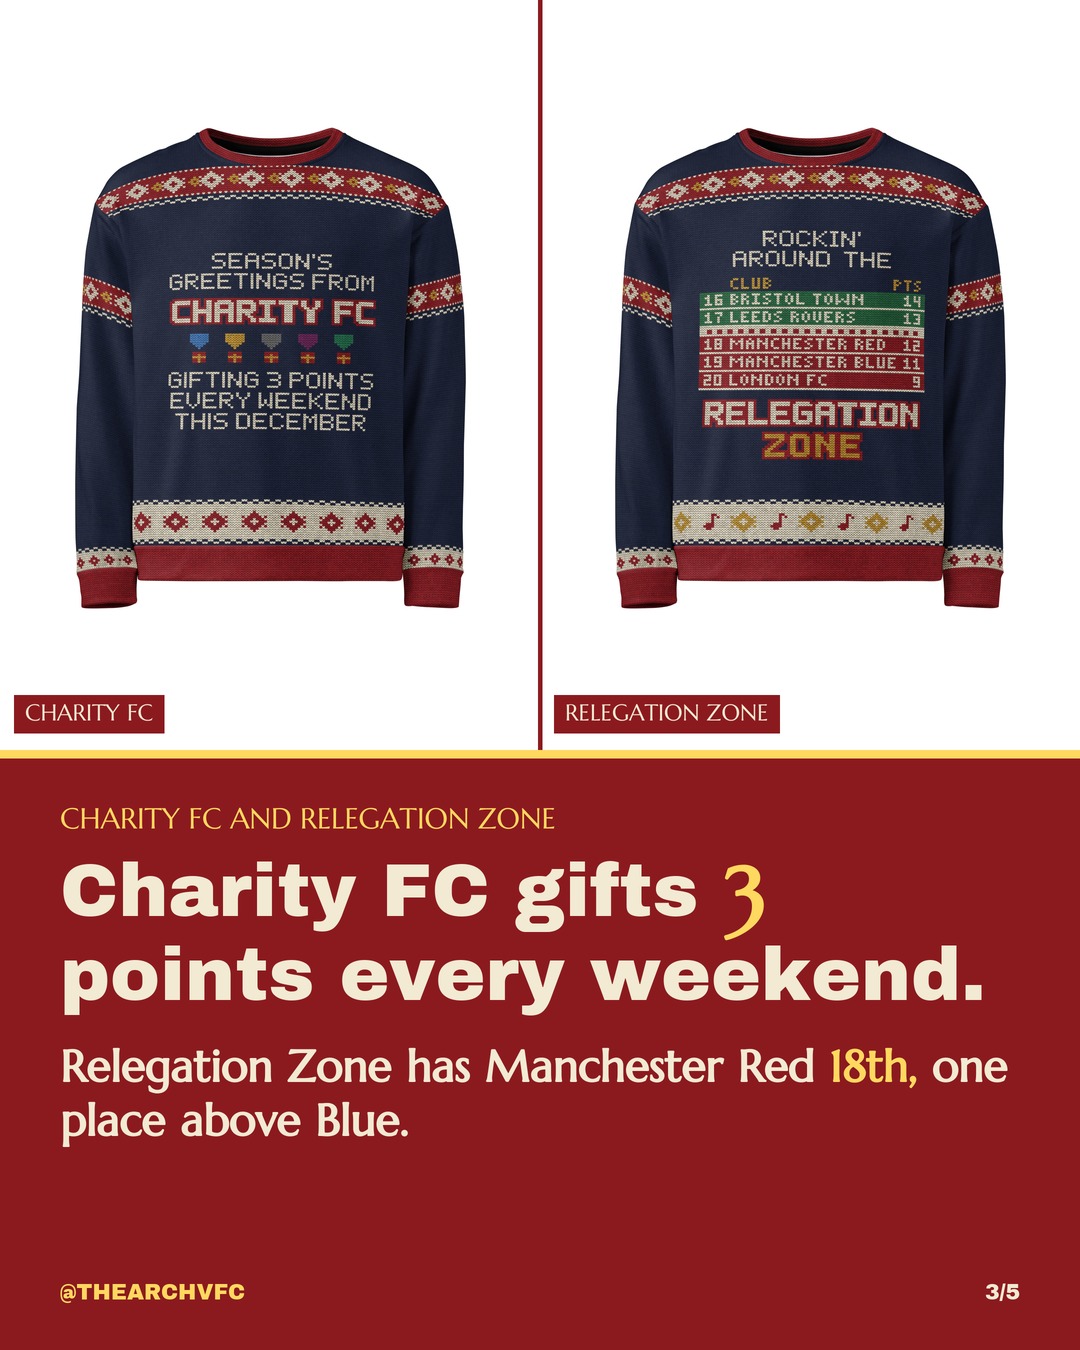 SEASON'S
GREETINGS FROM
CHARITY FC
GIFTING 3 POINTS
EVERY WEEKEND
THIS DECEMBER
ROCKIN'
AROUND THE
CLUB PTS
16 BRISTOL TOWN 14
17 LEEDS ROVERS 13
18 MANCHESTER RED 12
19 MANCHESTER BLUE 11
20 LONDON FC 9
RELEGATION
ZONE
CHARITY FC
RELEGATION ZONE
CHARITY FC AND RELEGATION ZONE
Charity FC gifts 3
points every weekend.
Relegation Zone has Manchester Red 18th, one
place above Blue.
@THEARCHVFC
3/5